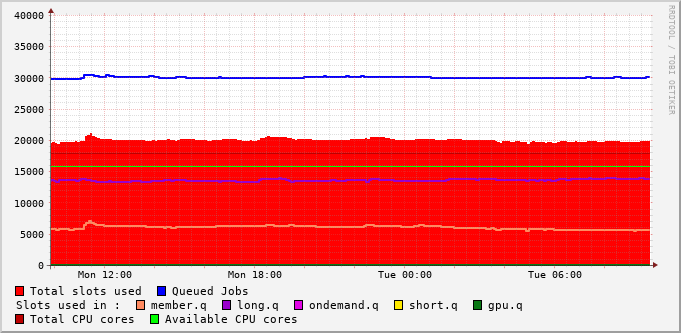 40000
35000
30000
25000
20000
15000
10000
5000
0
Mon 12:00 Mon 18:00 Tue 00:00 Tue 06:00
Total slots used Queued Jobs
Slots used in : member.q long.q ondemand.q short.q gpu.q
Total CPU cores Available CPU cores
RRDTOOL / TOBI OETIKER